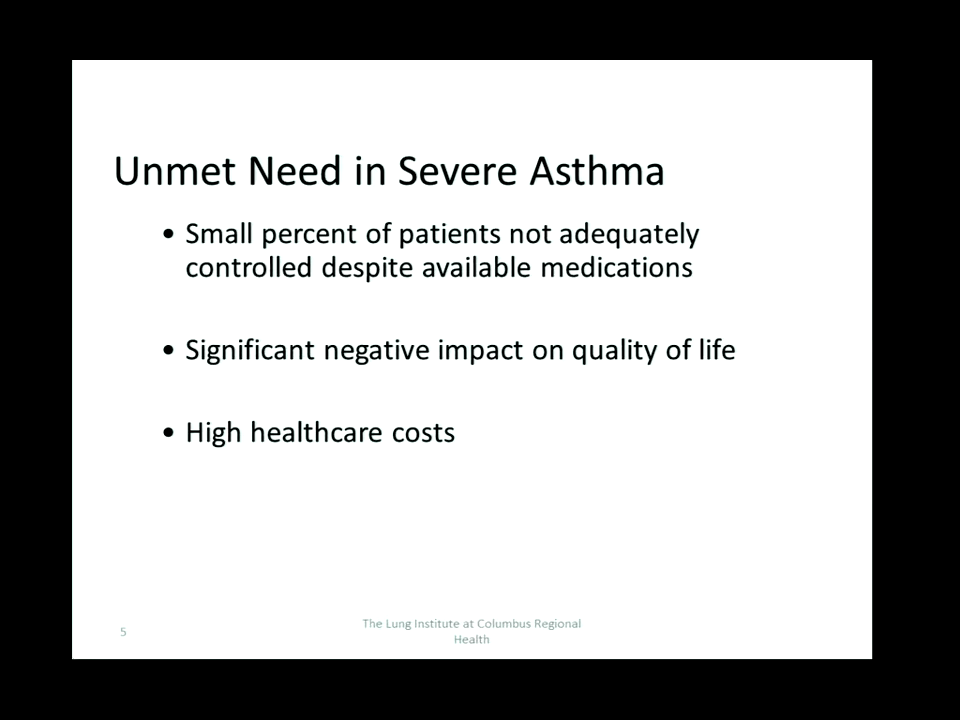 Unmet Need in Severe Asthma
• Small percent of patients not adequately
controlled despite available medications
• Significant negative impact on quality of life
• High healthcare costs
5
The Lung Institute at Columbus Regional
Health